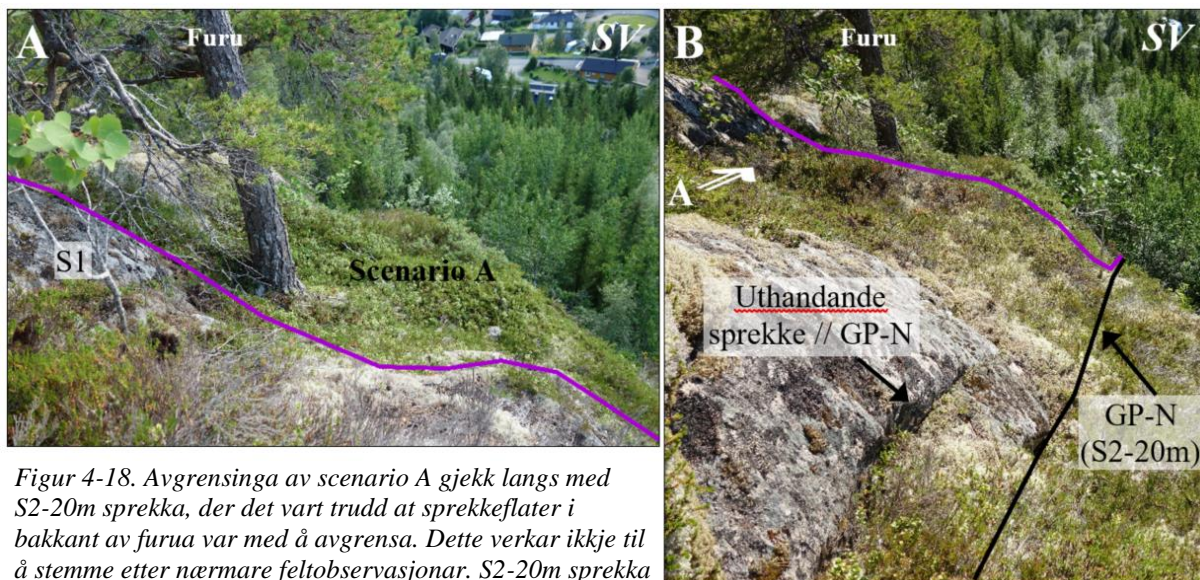 A
Furu
SV
S1
Scenario A
B
Furu
SV
A
Uthandande
sprekke // GP-N
GP-N
(S2-20m)
Figur 4-18. Avgrensinga av scenario A gjekk langs med
S2-20m sprekka, der det vart trudd at sprekkeflater i
bakkant av furua var med å avgrensa. Dette verkar ikkje til
å stemme etter nærmare feltobservasjonar. S2-20m sprekka